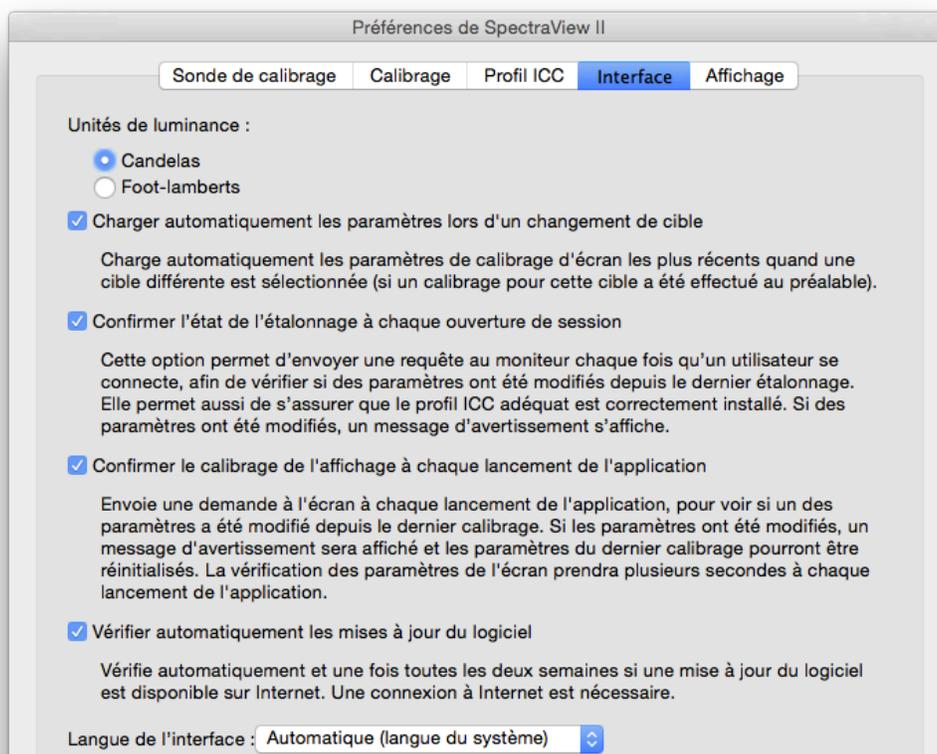 Préférences de SpectraView II
Sonde de calibrage Calibrage Profil ICC Interface Affichage
Unités de luminance :
Candelas
Foot-lamberts
Charger automatiquement les paramètres lors d'un changement de cible
Charge automatiquement les paramètres de calibrage d'écran les plus récents quand une
cible différente est sélectionnée (si un calibrage pour cette cible a été effectué au préalable).
Confirmer l'état de l'étalonnage à chaque ouverture de session
Cette option permet d'envoyer une requête au moniteur chaque fois qu'un utilisateur se
connecte, afin de vérifier si des paramètres ont été modifiés depuis le dernier étalonnage.
Elle permet aussi de s'assurer que le profil ICC adéquat est correctement installé. Si des
paramètres ont été modifiés, un message d'avertissement s'affiche.
Confirmer le calibrage de l'affichage à chaque lancement de l'application
Envoie une demande à l'écran à chaque lancement de l'application, pour voir si un des
paramètres a été modifié depuis le dernier calibrage. Si les paramètres ont été modifiés, un
message d'avertissement sera affiché et les paramètres du dernier calibrage pourront être
réinitialisés. La vérification des paramètres de l'écran prendra plusieurs secondes à chaque
lancement de l'application.
Vérifier automatiquement les mises à jour du logiciel
Vérifie automatiquement et une fois toutes les deux semaines si une mise à jour du logiciel
est disponible sur Internet. Une connexion à Internet est nécessaire.
Langue de l'interface : Automatique (langue du système)